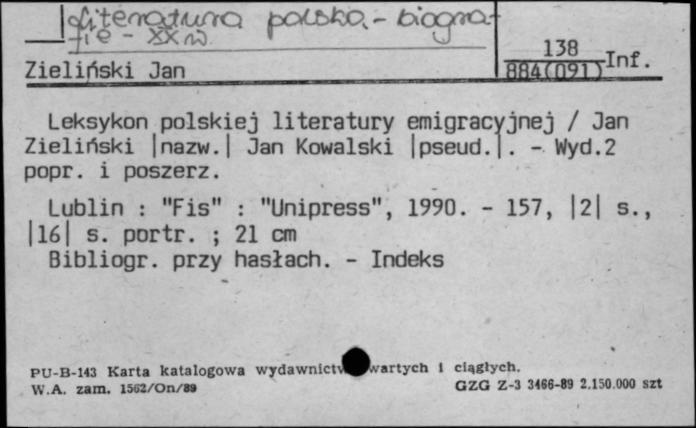 Literatura polska - biogra-
fie - XX w.
138
884(091) Inf.
Zieliński Jan
Leksykon polskiej literatury emigracyjnej / Jan
Zieliński |nazw.| Jan Kowalski |pseud.|. - Wyd.2
popr. i poszerz.
Lublin : "Fis" : "Unipress", 1990. - 157, |2| s.,
|16| s. portr. ; 21 cm
Bibliogr. przy hasłach. - Indeks
PU-B-143 Karta katalogowa wydawnictw wartych i ciągłych.
W.A. zam. 1562/On/89
GZG Z-3 3466-89 2.150.000 szt